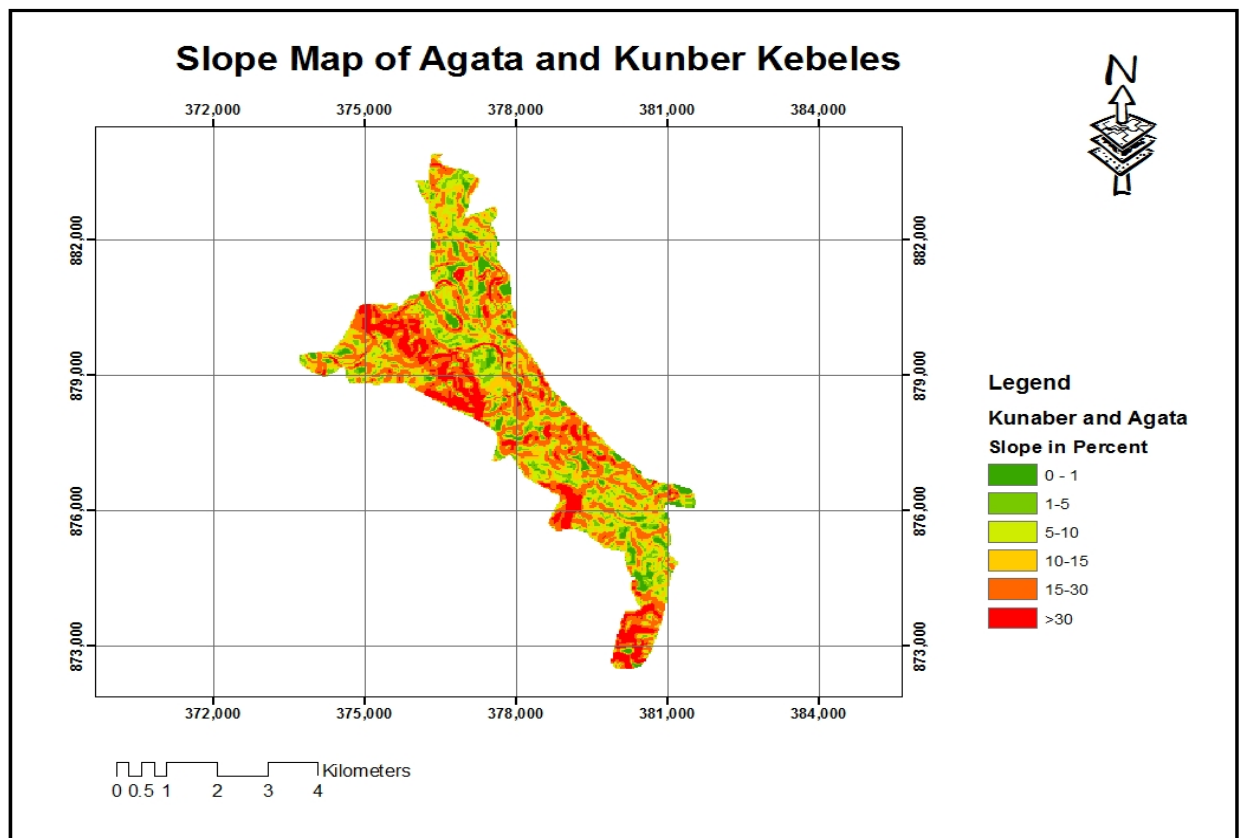 Slope Map of Agata and Kunber Kebeles
N
372,000 375,000 378,000 381,000 384,000
882,000 882,000
879,000 879,000
876,000 876,000
873,000 873,000
372,000 375,000 378,000 381,000 384,000
Legend
Kunaber and Agata
Slope in Percent
0 - 1
1-5
5-10
10-15
15-30
>30
Kilometers
0 0.5 1 2 3 4